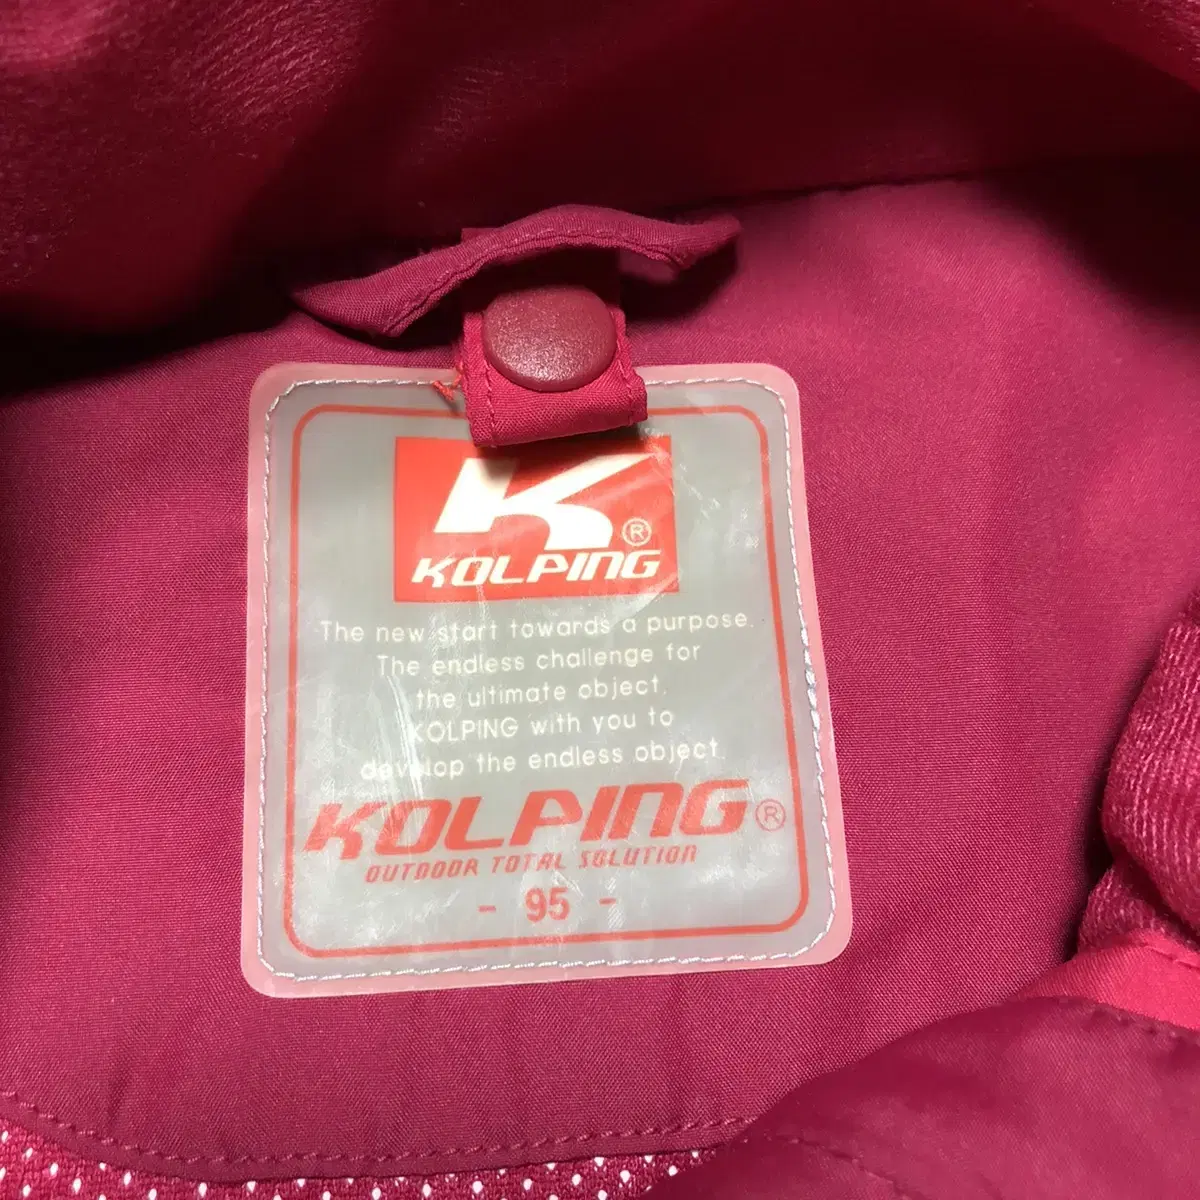 K®
KOLPING
The new start towards a purpose.
The endless challenge for
the ultimate object.
KOLPING with you to
develop the endless object
KOLPING®
OUTDOOR TOTAL SOLUTION
- 95 -